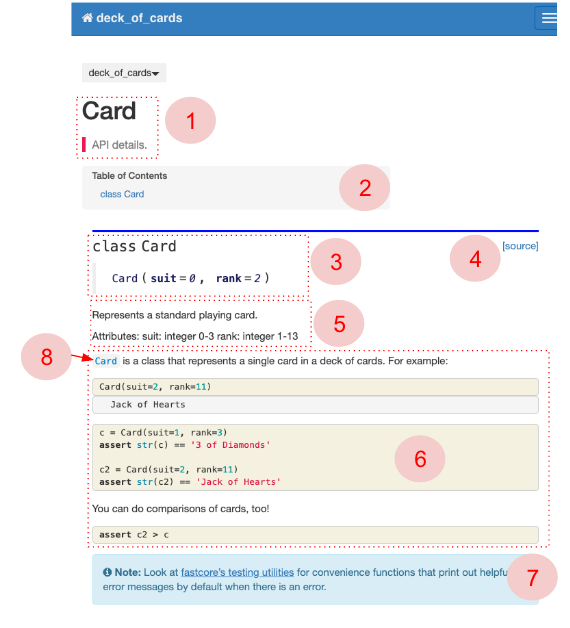 deck_of_cards
deck_of_cards
Card
1
API details.
Table of Contents
2
class Card
class Card
[source]
3
4
Card ( suit = 0 , rank = 2 )
Represents a standard playing card.
5
Attributes: suit: integer 0-3 rank: integer 1-13
8
Card is a class that represents a single card in a deck of cards. For example:
Card(suit=2, rank=11)
Jack of Hearts
c = Card(suit=1, rank=3)
assert str(c) == '3 of Diamonds'
6
c2 = Card(suit=2, rank=11)
assert str(c2) == 'Jack of Hearts'
You can do comparisons of cards, too!
assert c2 > c
Note: Look at fastcore's testing utilities for convenience functions that print out helpfu
7
error messages by default when there is an error.